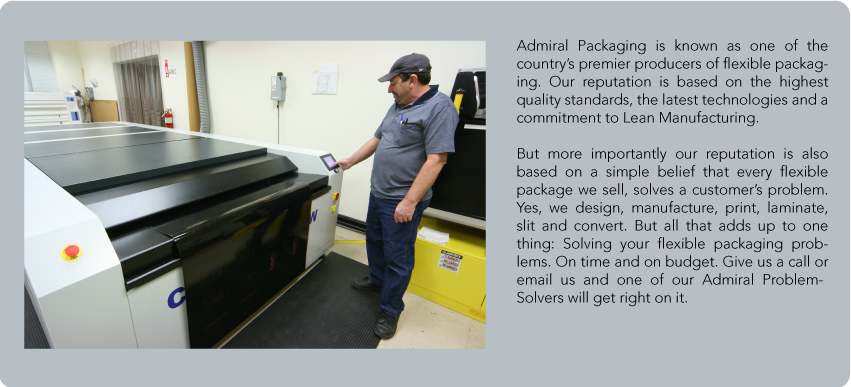 Admiral Packaging is known as one of the
country's premier producers of flexible packag-
ing. Our reputation is based on the highest
quality standards, the latest technologies and a
commitment to Lean Manufacturing.
But more importantly our reputation is also
based on a simple belief that every flexible
package we sell, solves a customer's problem.
Yes, we design, manufacture, print, laminate,
slit and convert. But all that adds up to one
thing: Solving your flexible packaging prob-
lems. On time and on budget. Give us a call or
email us and one of our Admiral Problem-
Solvers will get right on it.